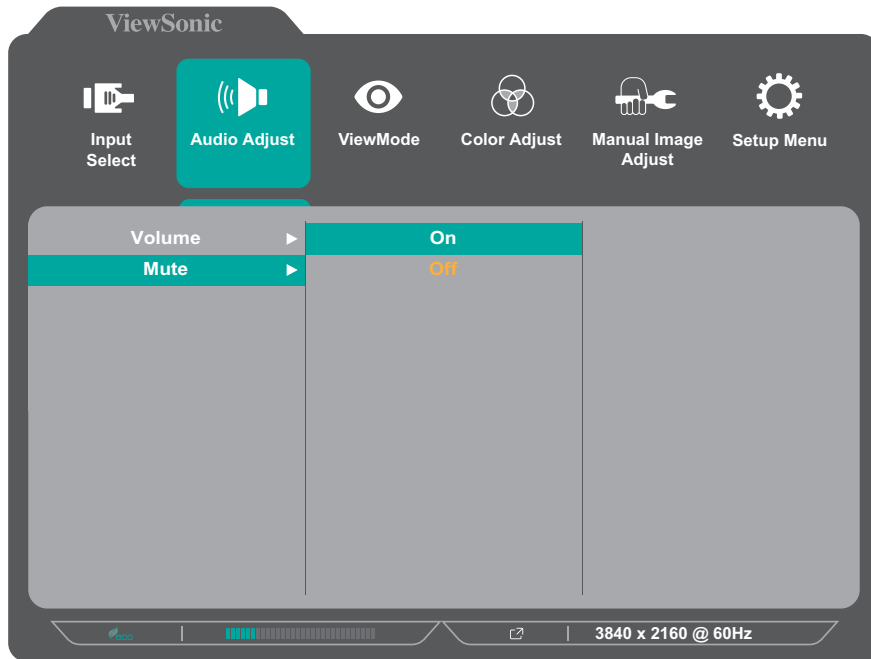 ViewSonic
Input
Select
Audio Adjust
ViewMode
Color Adjust
Manual Image
Adjust
Setup Menu
Volume
On
Mute
Off
eco
3840 x 2160 @ 60Hz